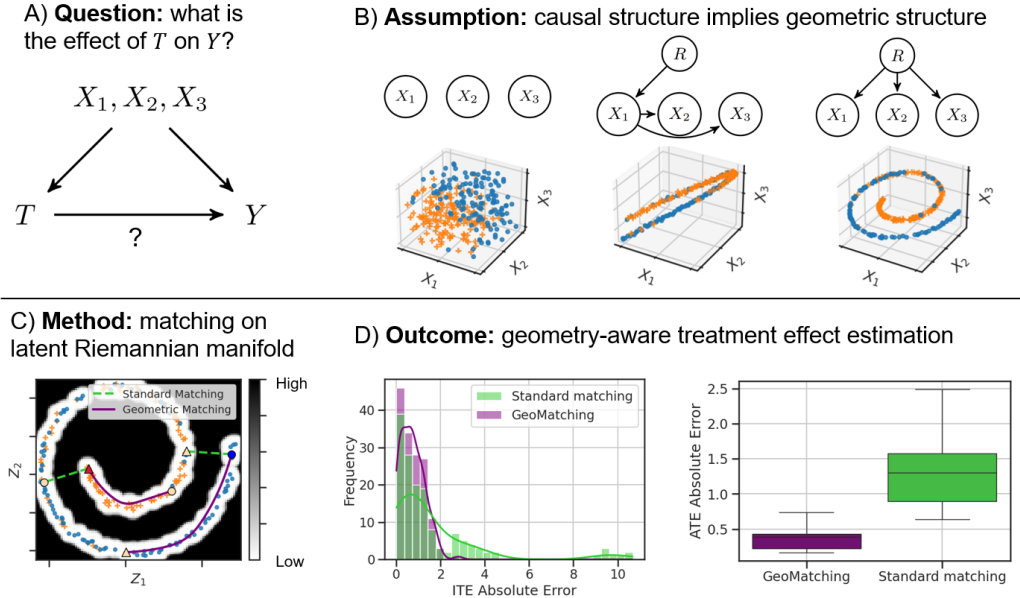 A) Question: what is
the effect of T on Y?
X₁, X₂, X₃
T
Y
?
B) Assumption: causal structure implies geometric structure
X₁
X₂
X₃
R
X₁
X₂
X₃
R
X₁
X₂
X₃
X₁
X₂
X₃
X₁
X₂
X₃
X₁
X₂
X₃
C) Method: matching on
latent Riemannian manifold
Standard Matching
Geometric Matching
High
Low
Z₂
Z₁
D) Outcome: geometry-aware treatment effect estimation
Standard matching
GeoMatching
Frequency
40
30
20
10
0
0 2 4 6 8 10
ITE Absolute Error
ATE Absolute Error
2.5
2.0
1.5
1.0
0.5
GeoMatching Standard matching